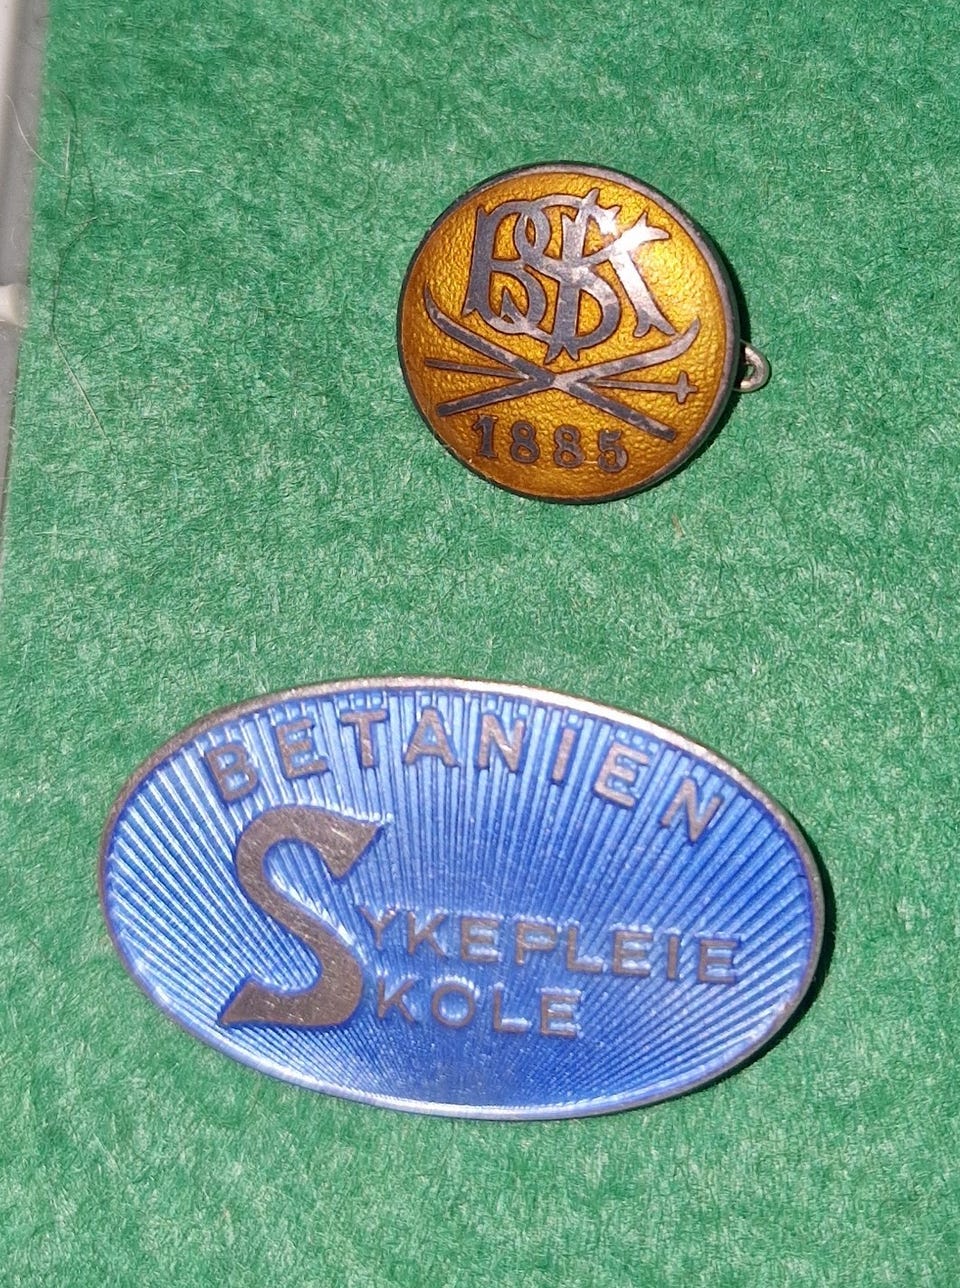 BSK
1885
BETANIEN
SYKEPLEIE
SKOLE